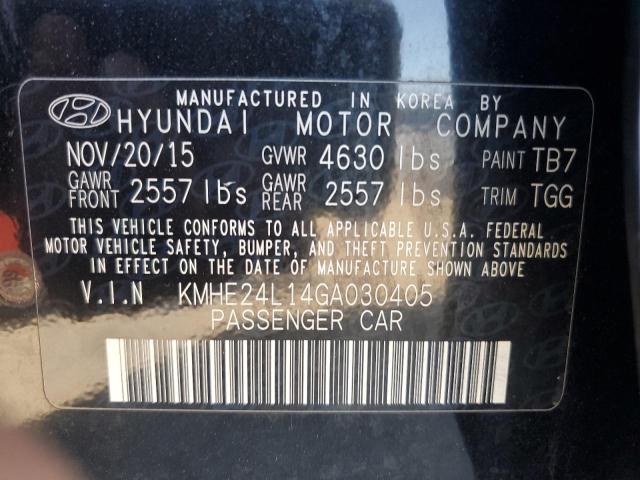 MANUFACTURED IN KOREA BY
HYUNDAI MOTOR COMPANY
NOV/20/15 GVWR 4630 lbs PAINT TB7
GAWR FRONT 2557 lbs GAWR REAR 2557 lbs TRIM TGG
THIS VEHICLE CONFORMS TO ALL APPLICABLE U.S.A. FEDERAL
MOTOR VEHICLE SAFETY, BUMPER, AND THEFT PREVENTION STANDARDS
IN EFFECT ON THE DATE OF MANUFACTURE SHOWN ABOVE.
V.I.N KMHE24L14GA030405
PASSENGER CAR